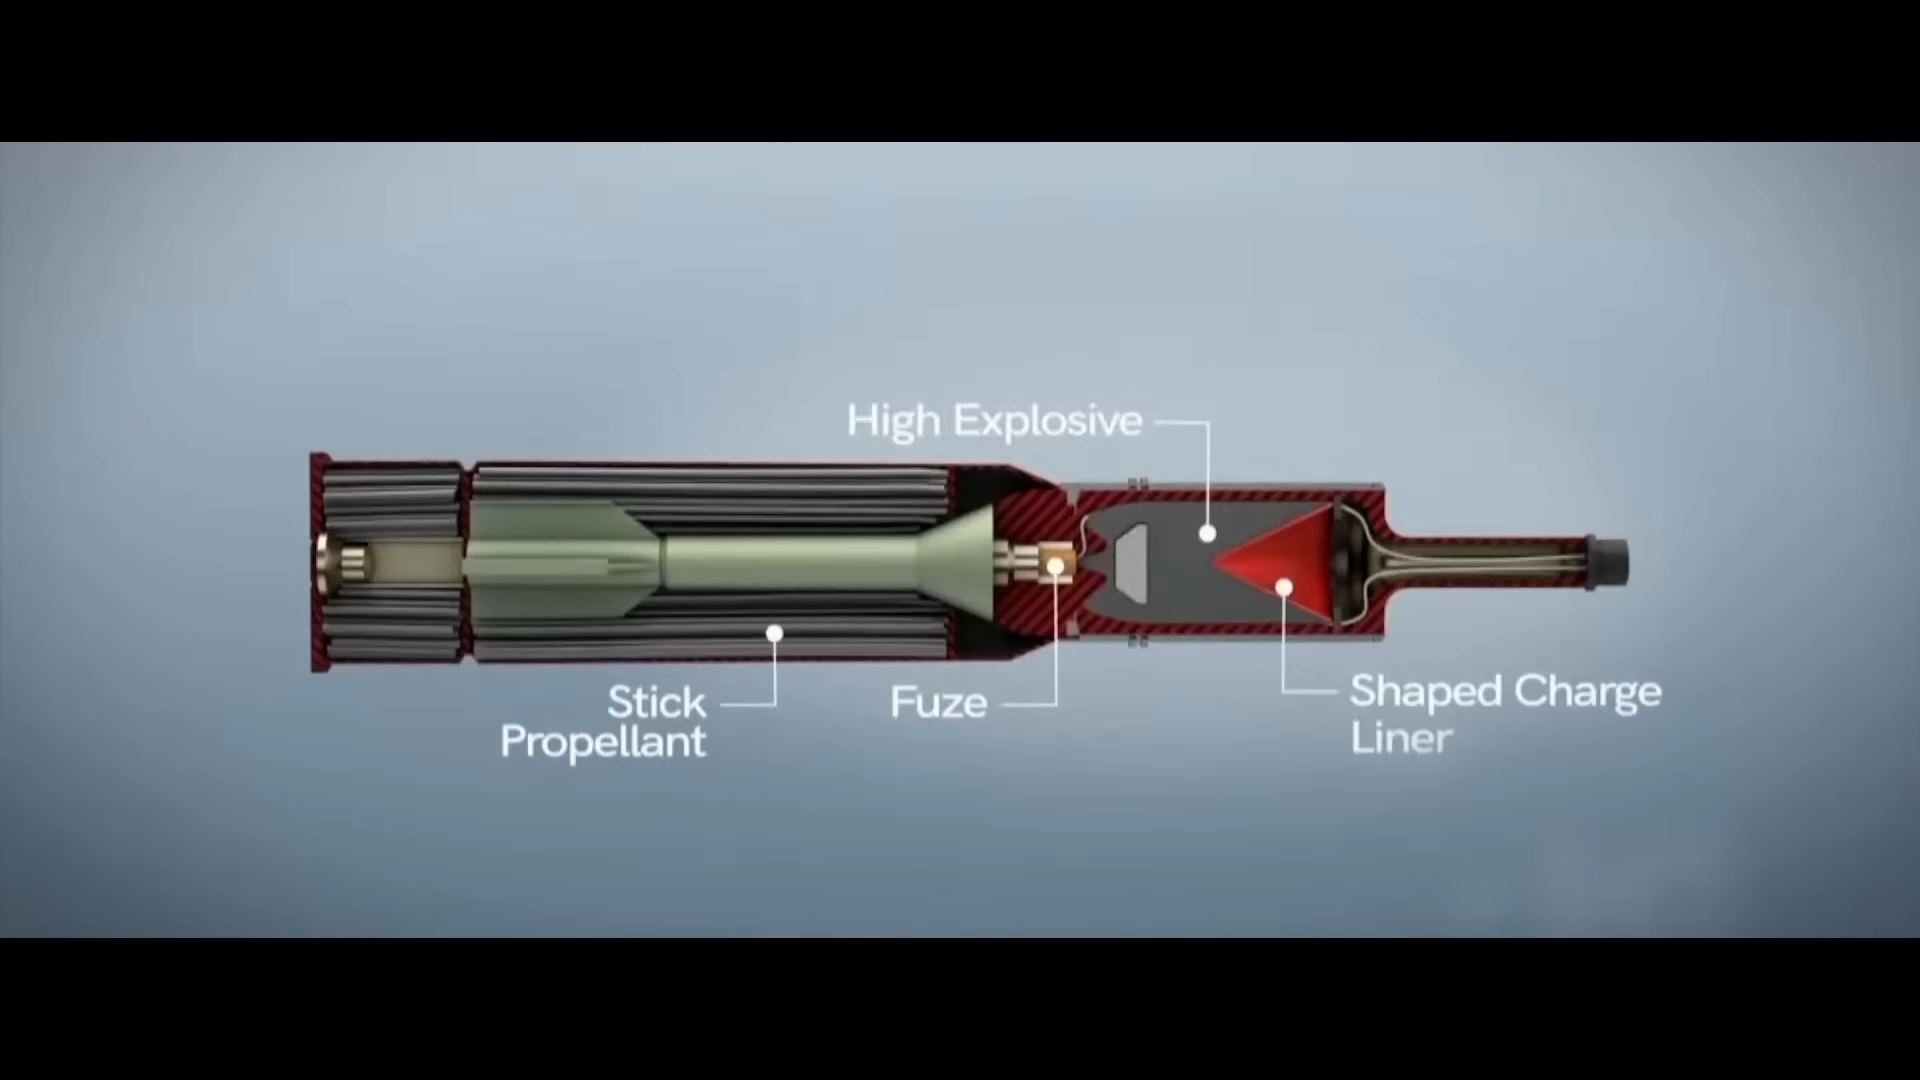 High Explosive
Stick
Propellant
Fuze
Shaped Charge
Liner